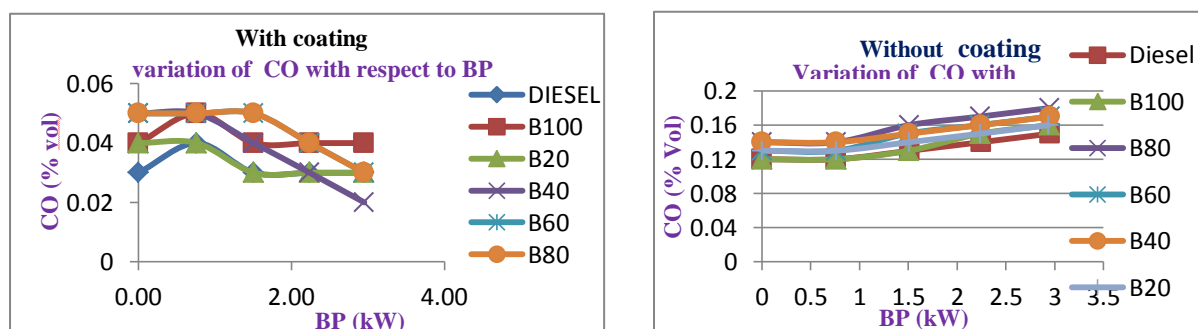 With coating
variation of CO with respect to BP
0.06
0.04
0.02
0
CO (% vol)
0.00
2.00
4.00
BP (kW)
DIESEL
B100
B20
B40
B60
B80
Without coating
Variation of CO with
0.2
0.16
0.12
0.08
0.04
0
CO (% Vol)
0
0.5
1
1.5
2
2.5
3
3.5
BP (kW)
Diesel
B100
B80
B60
B40
B20